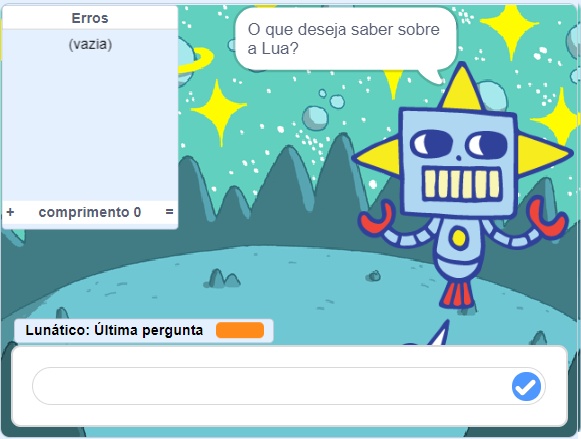 Erros
(vazia)
+ comprimento 0 =
O que deseja saber sobre
a Lua?
Lunático: Última pergunta